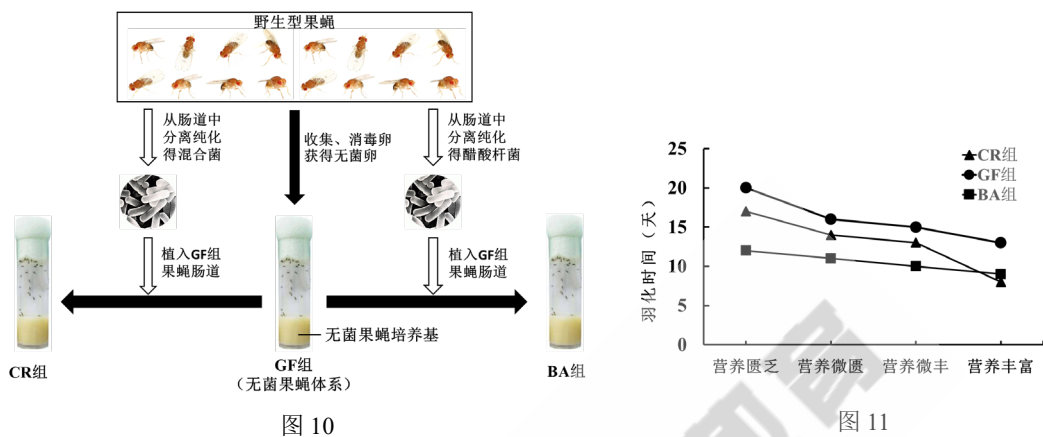 野生型果蝇
从肠道中
分离纯化
得混合菌
收集、消毒卵
获得无菌卵
从肠道中
分离纯化
得醋酸杆菌
植入GF组
果蝇肠道
植入GF组
果蝇肠道
无菌果蝇培养基
CR组
GF组
(无菌果蝇体系)
BA组
图 10
25
20
15
10
5
0
羽化时间（天）
CR组
GF组
BA组
营养匮乏
营养微匮
营养微丰
营养丰富
图 11